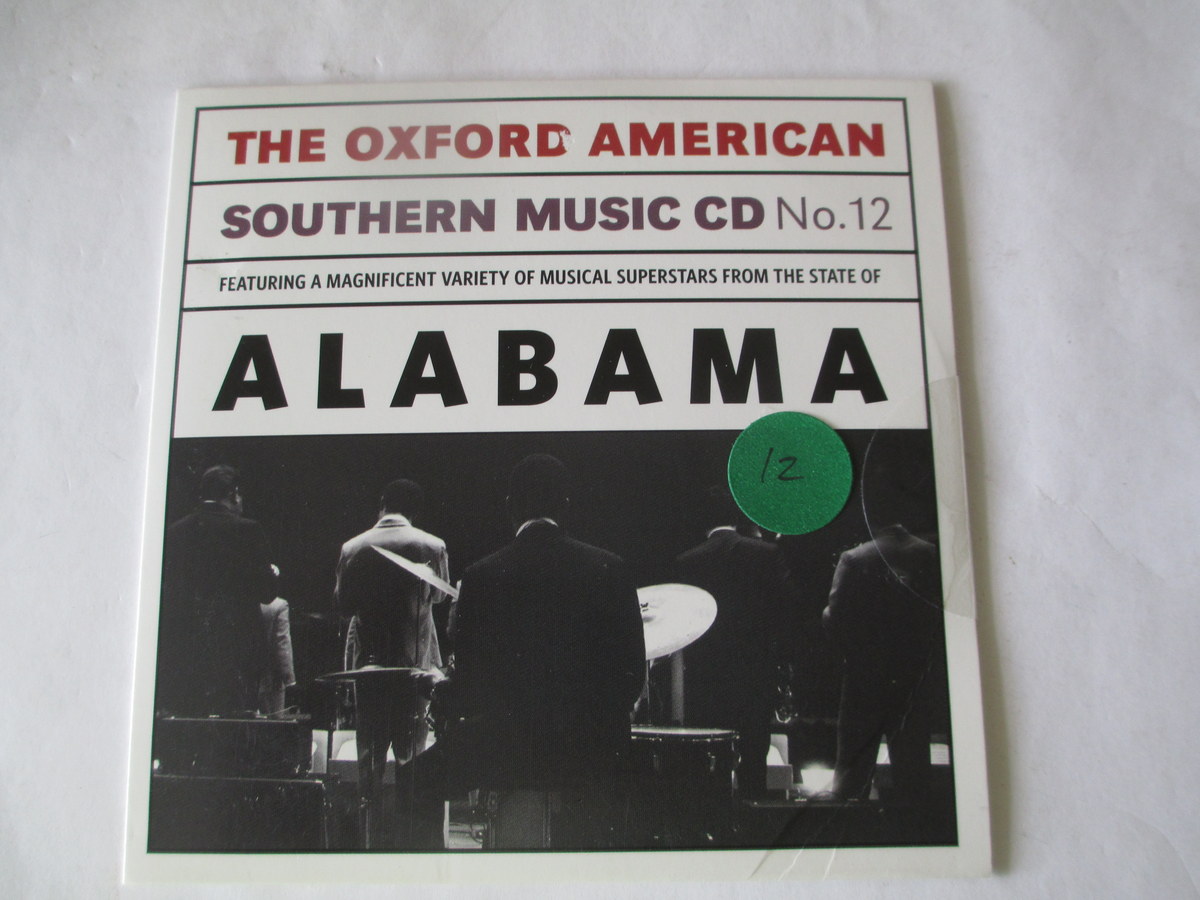 THE OXFORD AMERICAN
SOUTHERN MUSIC CD No.12
FEATURING A MAGNIFICENT VARIETY OF MUSICAL SUPERSTARS FROM THE STATE OF
ALABAMA
12